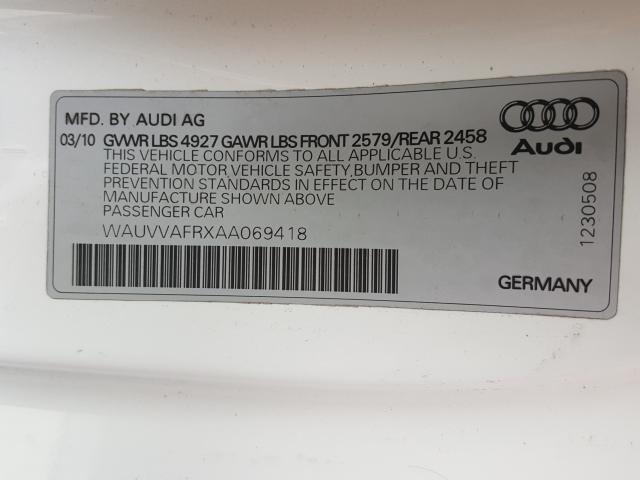 MFD. BY AUDI AG
03/10 GVWR LBS 4927 GAWR LBS FRONT 2579/REAR 2458
THIS VEHICLE CONFORMS TO ALL APPLICABLE U.S.
FEDERAL MOTOR VEHICLE SAFETY,BUMPER AND THEFT
PREVENTION STANDARDS IN EFFECT ON THE DATE OF
MANUFACTURE SHOWN ABOVE
PASSENGER CAR
WAUVVAFRXAA069418
Audi
1230508
GERMANY